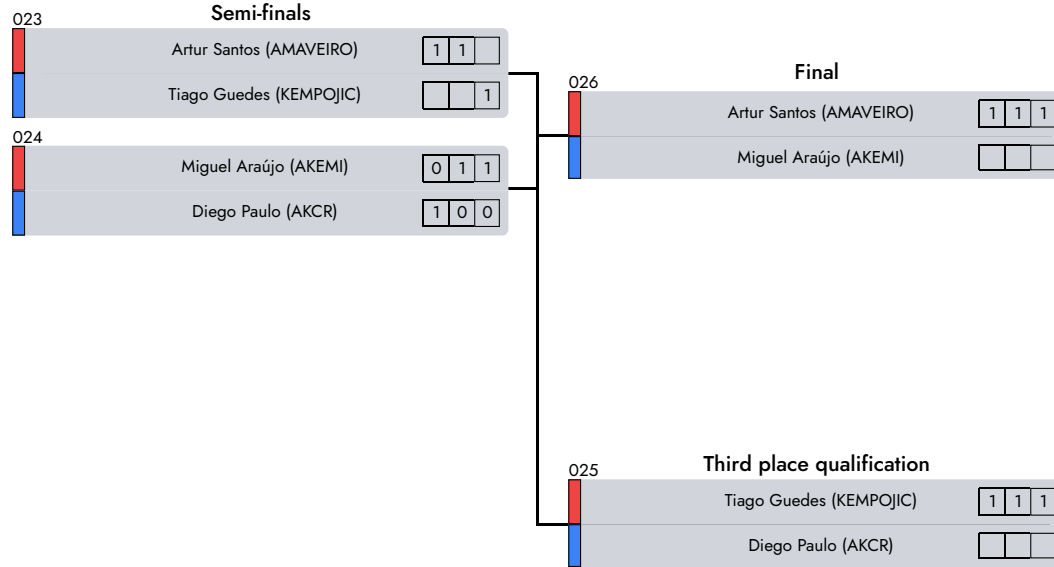 Semi-finals
023
Artur Santos (AMAVEIRO) 1 1
Tiago Guedes (KEMPOJIC) 1
024
Miguel Araújo (AKEMI) 0 1 1
Diego Paulo (AKCR) 1 0 0
Final
026
Artur Santos (AMAVEIRO) 1 1 1
Miguel Araújo (AKEMI)
Third place qualification
025
Tiago Guedes (KEMPOJIC) 1 1 1
Diego Paulo (AKCR)